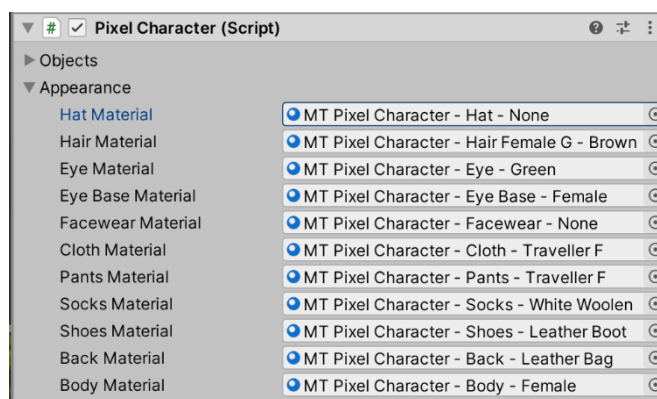 Pixel Character (Script)
Objects
Appearance
Hat Material MT Pixel Character - Hat - None
Hair Material MT Pixel Character - Hair Female G - Brown
Eye Material MT Pixel Character - Eye - Green
Eye Base Material MT Pixel Character - Eye Base - Female
Facewear Material MT Pixel Character - Facewear - None
Cloth Material MT Pixel Character - Cloth - Traveller F
Pants Material MT Pixel Character - Pants - Traveller F
Socks Material MT Pixel Character - Socks - White Woolen
Shoes Material MT Pixel Character - Shoes - Leather Boot
Back Material MT Pixel Character - Back - Leather Bag
Body Material MT Pixel Character - Body - Female